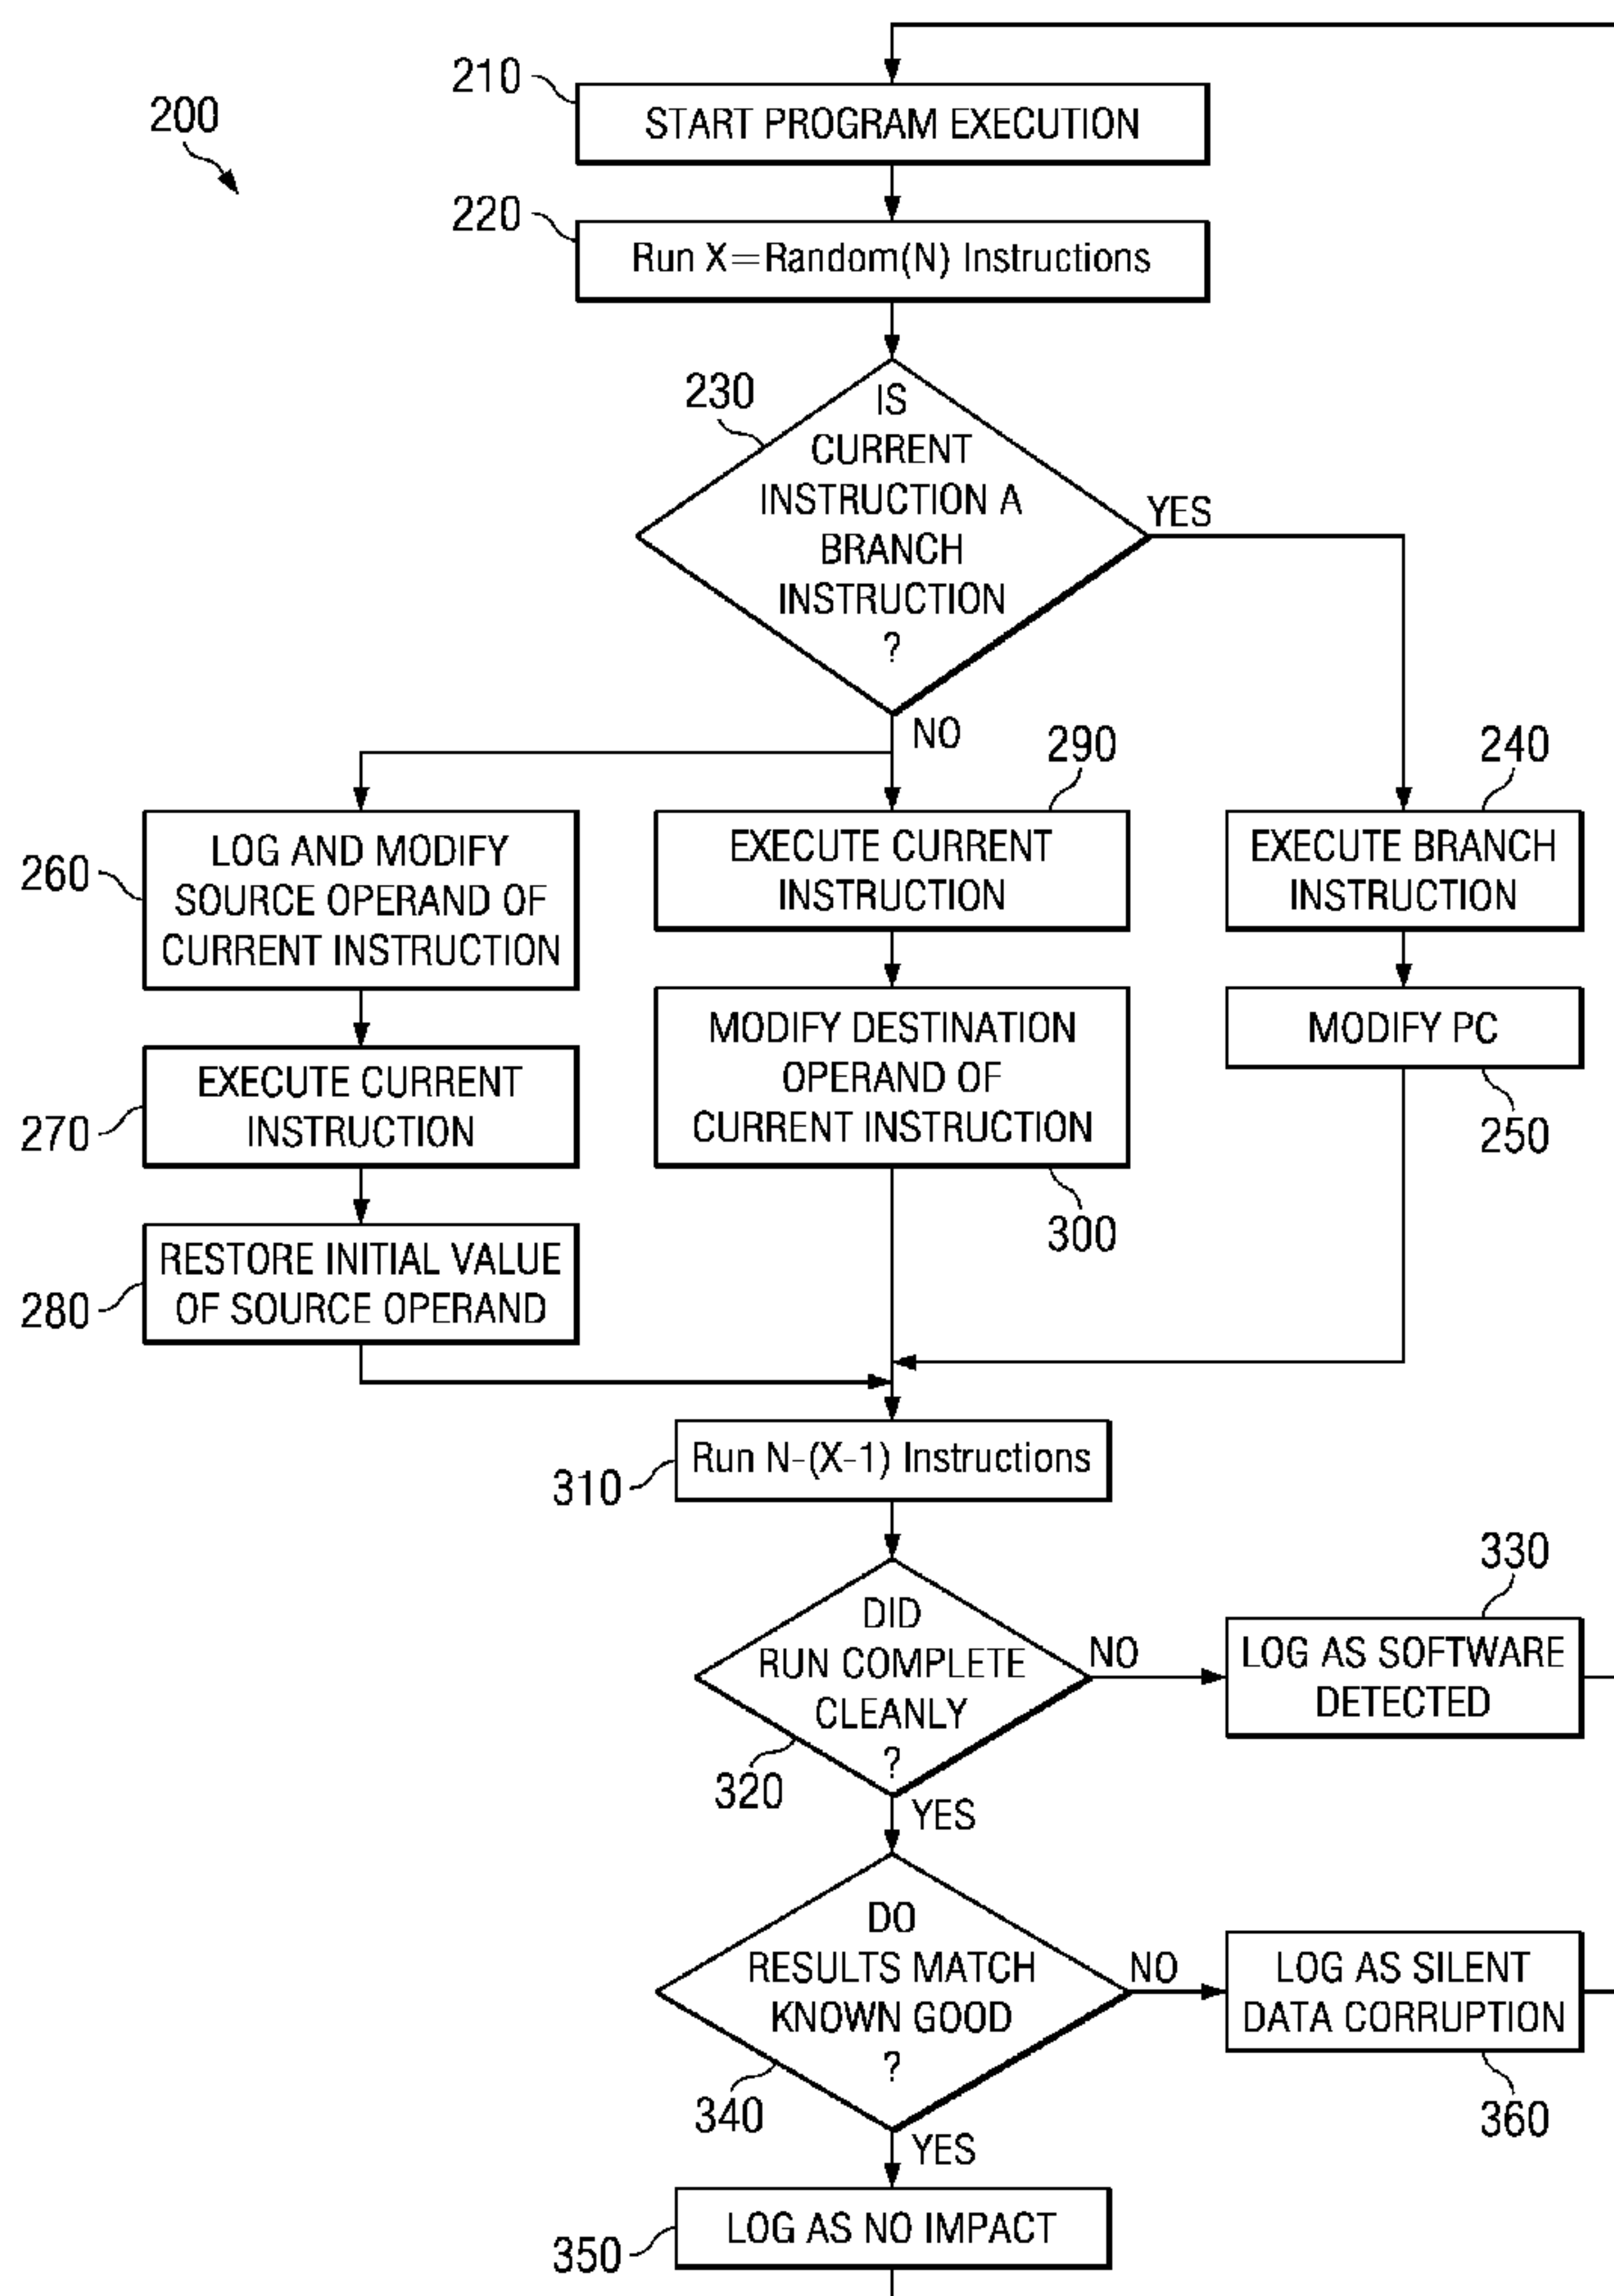 200
210
START PROGRAM EXECUTION
220
Run X=Random(N) Instructions
230
IS
CURRENT
INSTRUCTION A
BRANCH
INSTRUCTION
?
YES
NO
290
240
260
LOG AND MODIFY
SOURCE OPERAND OF
CURRENT INSTRUCTION
EXECUTE CURRENT
INSTRUCTION
EXECUTE BRANCH
INSTRUCTION
MODIFY DESTINATION
OPERAND OF
CURRENT INSTRUCTION
MODIFY PC
270
EXECUTE CURRENT
INSTRUCTION
250
300
280
RESTORE INITIAL VALUE
OF SOURCE OPERAND
310
Run N-(X-1) Instructions
330
DID
RUN COMPLETE
CLEANLY
?
NO
LOG AS SOFTWARE
DETECTED
320
YES
DO
RESULTS MATCH
KNOWN GOOD
?
NO
LOG AS SILENT
DATA CORRUPTION
340
360
YES
350
LOG AS NO IMPACT